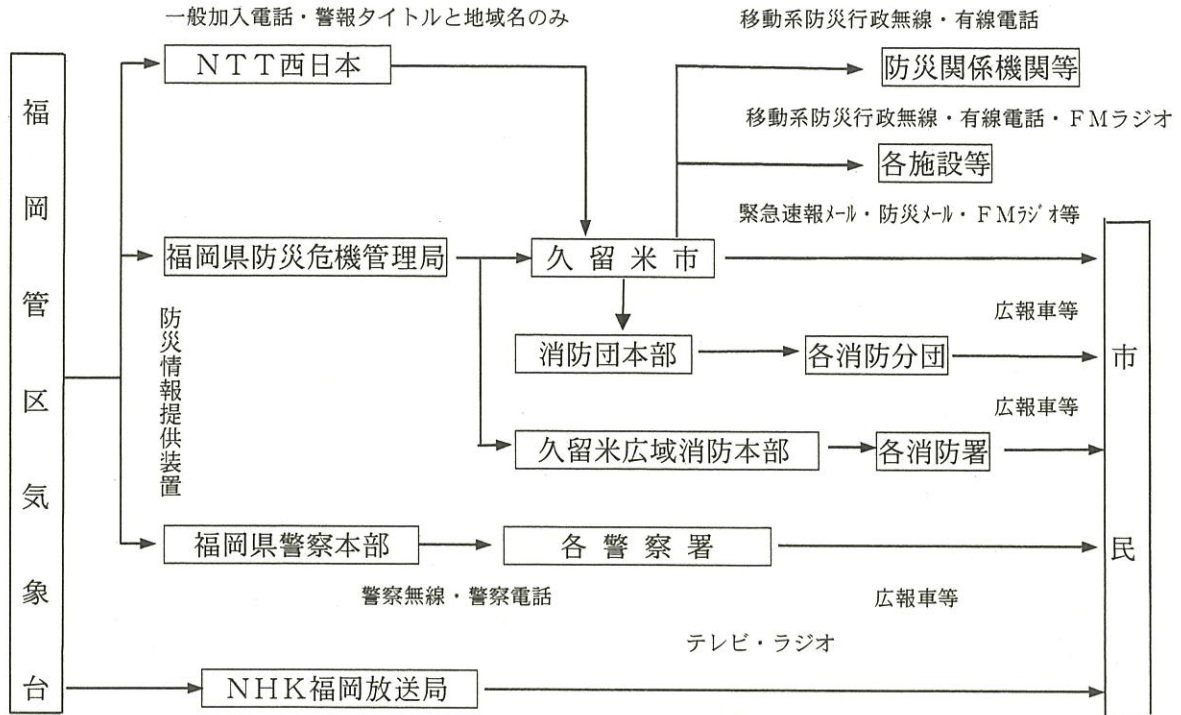 一般加入電話・警報タイトルと地域名のみ
移動系防災行政無線・有線電話
福岡管区気象台
NTT西日本
防災関係機関等
移動系防災行政無線・有線電話・FMラジオ
各施設等
緊急速報メール・防災メール・FMラジオ等
福岡県防災危機管理局
久留米市
市民
防災情報提供装置
広報車等
消防団本部
各消防分団
広報車等
久留米広域消防本部
各消防署
福岡県警察本部
各警察署
警察無線・警察電話
広報車等
テレビ・ラジオ
NHK福岡放送局